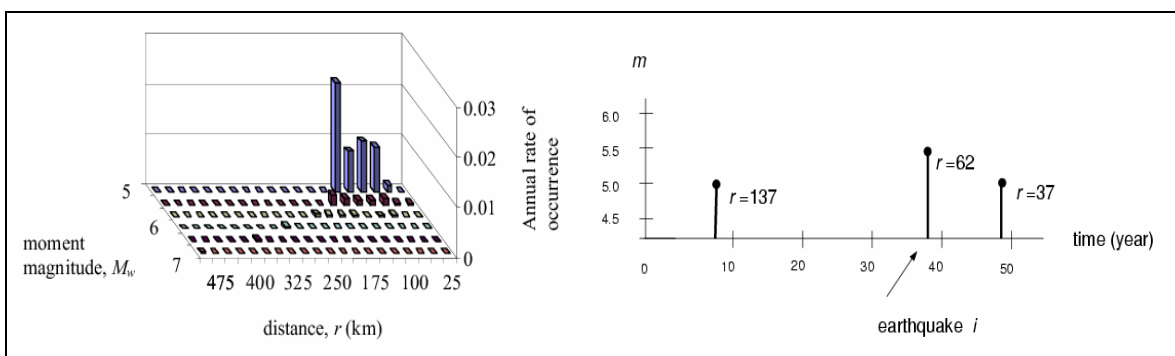 0.03
0.02
0.01
0
Annual rate of
occurrence
5
6
7
moment
magnitude, Mw
475 400 325 250 175 100 25
distance, r (km)
m
6.0
5.5
5.0
4.5
r=137
r=62
r=37
time (year)
0 10 20 30 40 50
earthquake i